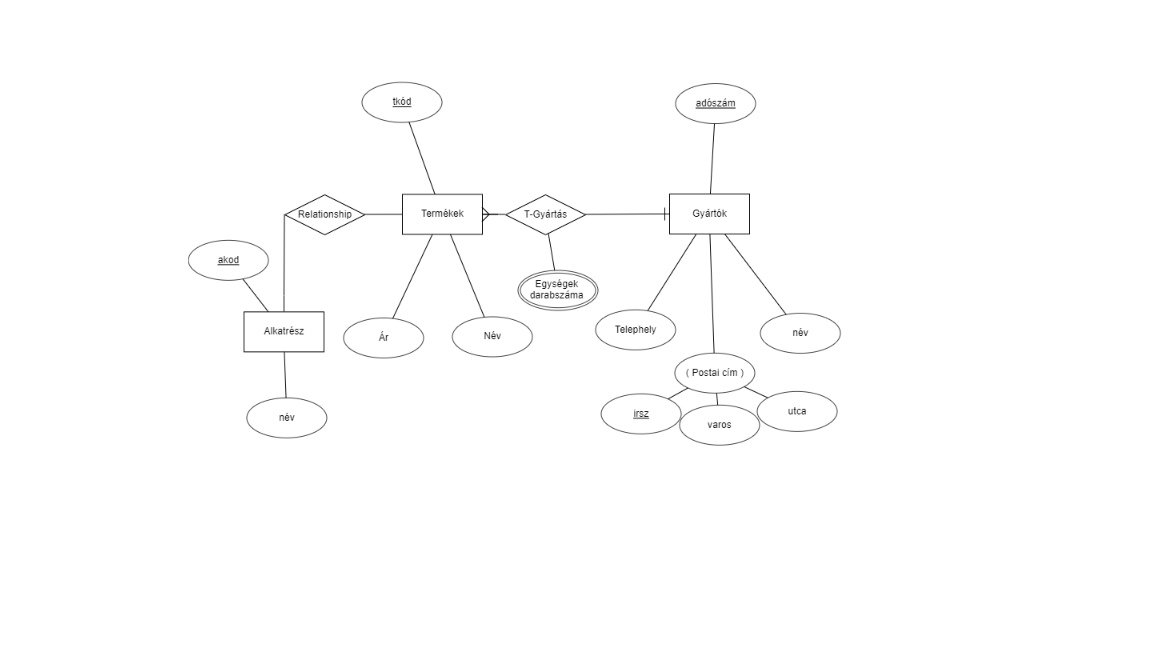 tkód
adószám
Relationship
Termékek
T-Gyártás
Gyártók
akod
Egységek
darabszáma
Alkatrész
Ár
Név
Telephely
név
( Postai cím )
név
irsz
varos
utca